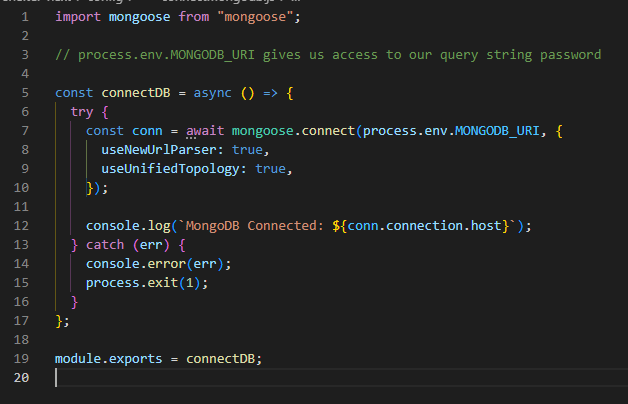 1 import mongoose from "mongoose";
2
3 // process.env.MONGODB_URI gives us access to our query string password
4
5 const connectDB = async () => {
6 try {
7 const conn = await mongoose.connect(process.env.MONGODB_URI, {
8 useNewUrlParser: true,
9 useUnifiedTopology: true,
10 });
11
12 console.log(`MongoDB Connected: ${conn.connection.host}`);
13 } catch (err) {
14 console.error(err);
15 process.exit(1);
16 }
17 };
18
19 module.exports = connectDB;
20